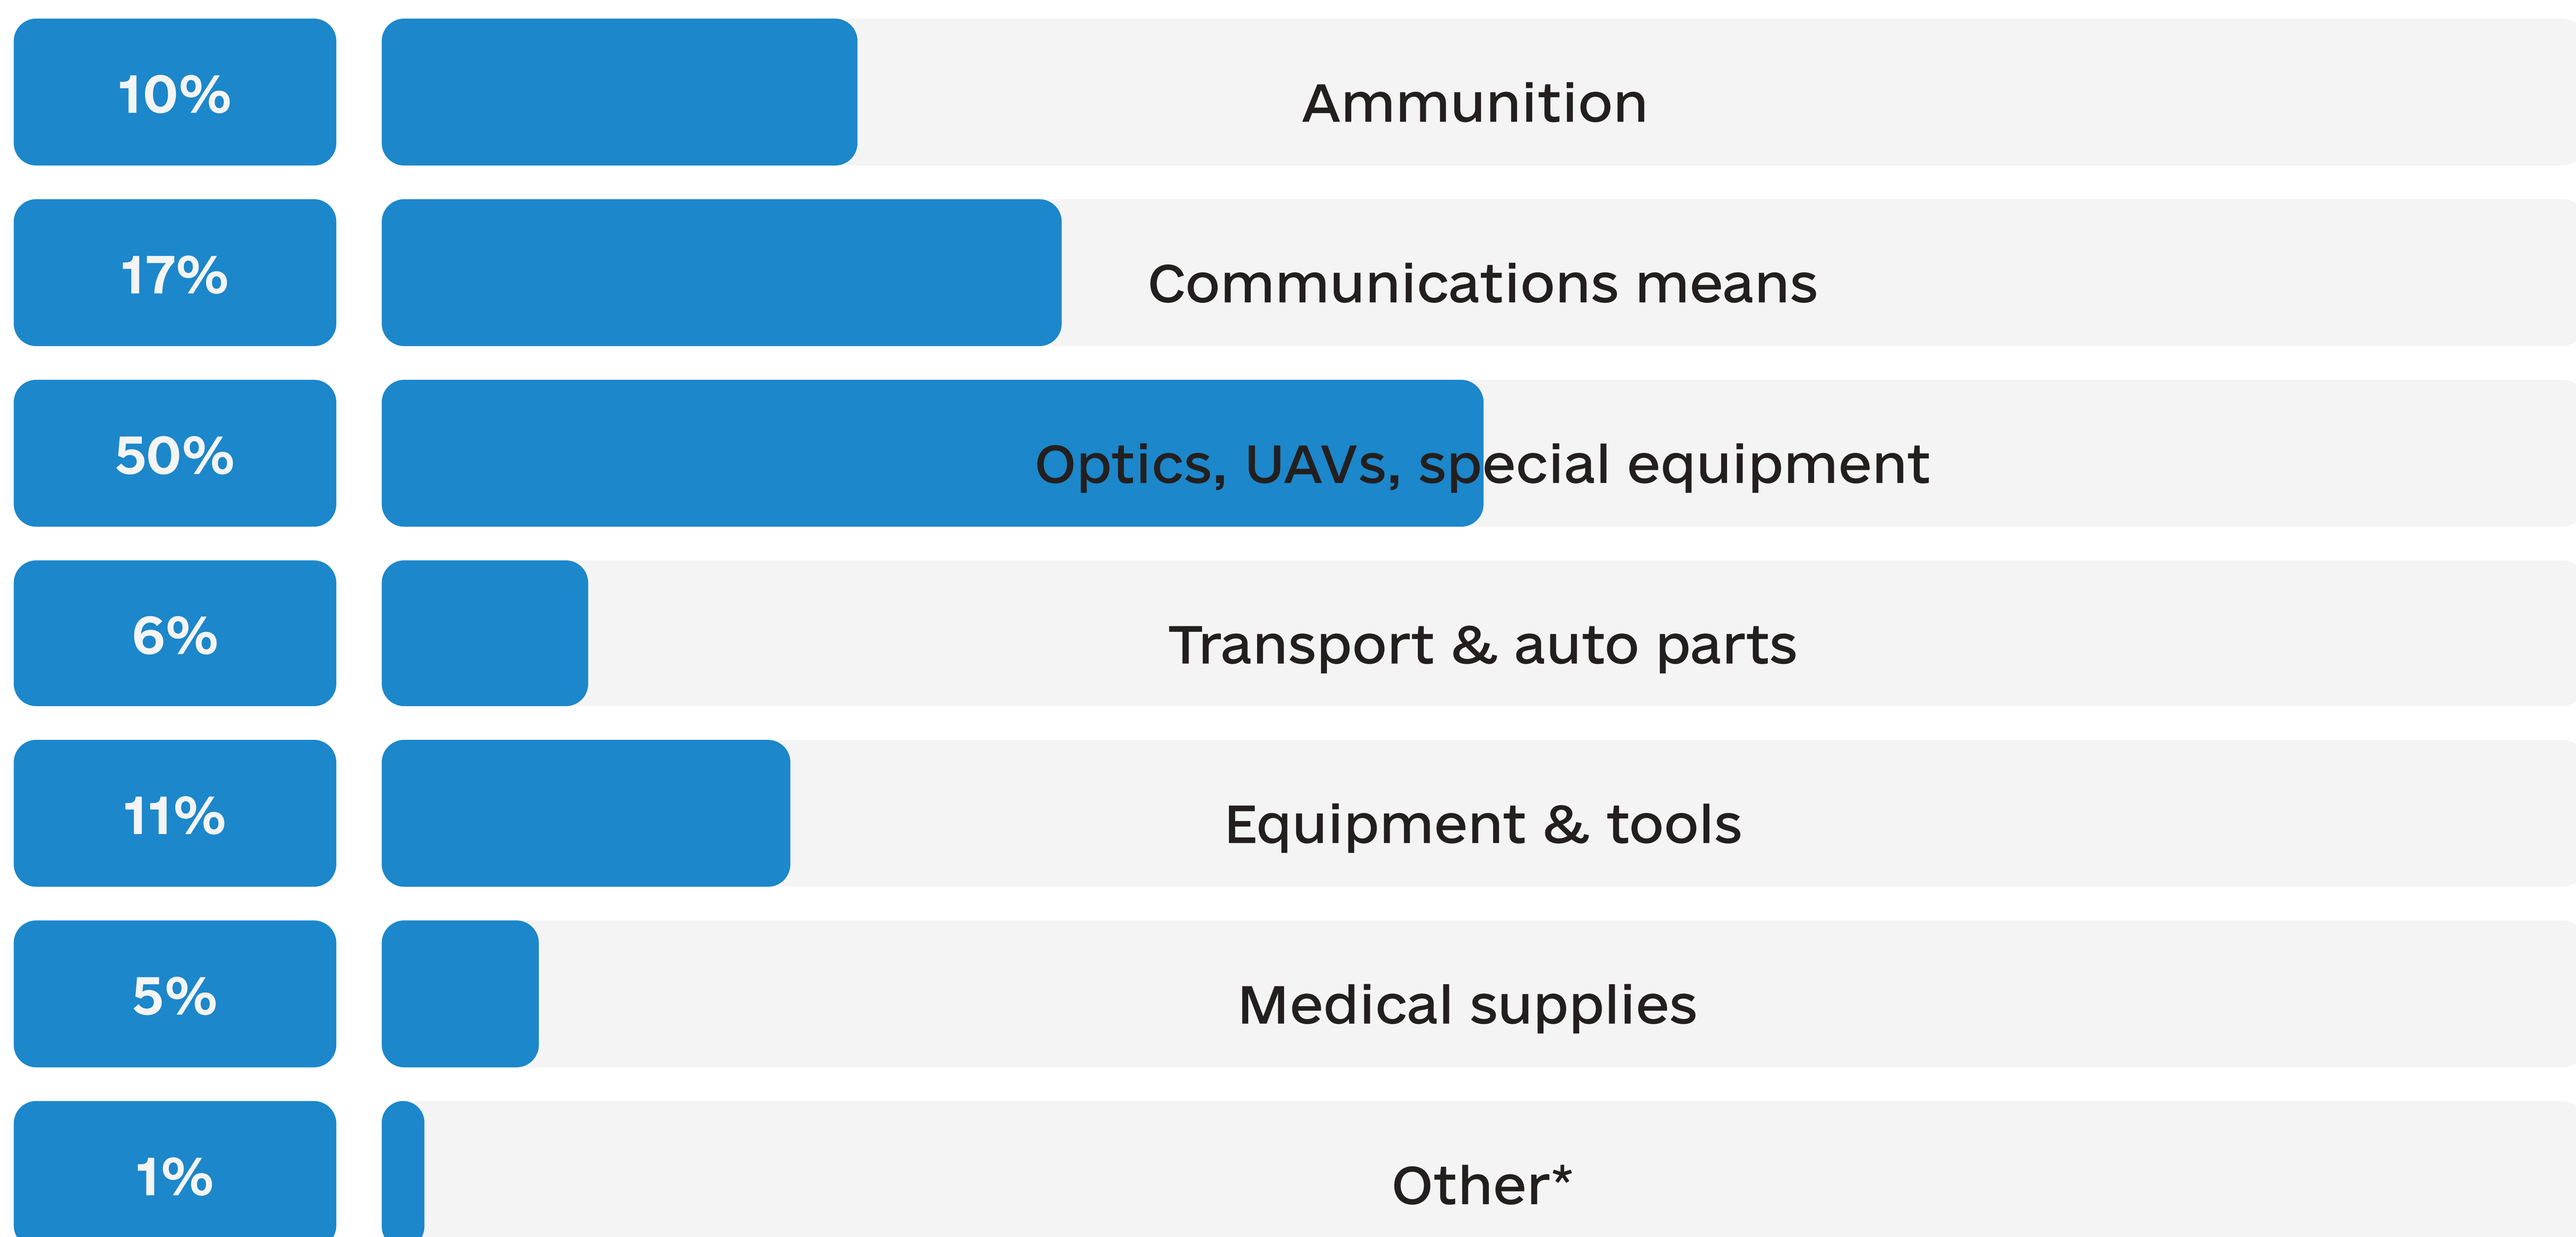 10% Ammunition
17% Communications means
50% Optics, UAVs, special equipment
6% Transport & auto parts
11% Equipment & tools
5% Medical supplies
1% Other*